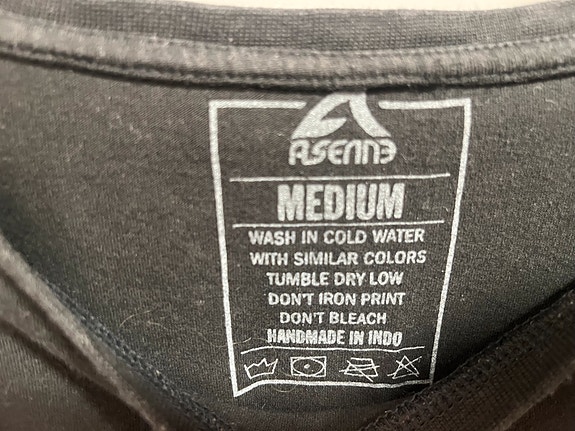 ASENNE
MEDIUM
WASH IN COLD WATER
WITH SIMILAR COLORS
TUMBLE DRY LOW
DON'T IRON PRINT
DON'T BLEACH
HANDMADE IN INDO